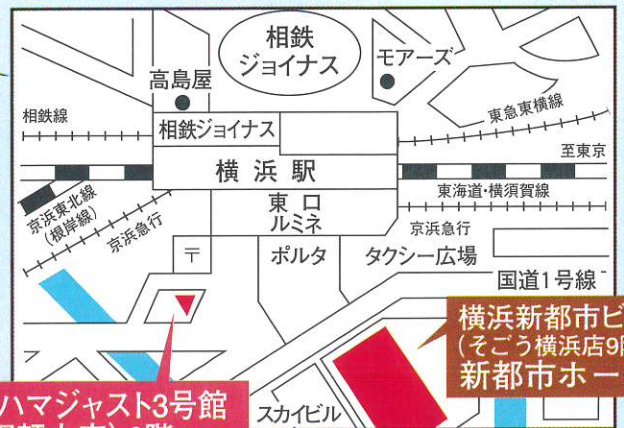 相鉄
ジョイナス
高島屋
モアーズ
相鉄線
東急東横線
相鉄ジョイナス
至東京
横浜駅
東海道・横須賀線
京浜東北線
(根岸線)
京浜急行
東口
ルミネ
京浜急行
〒
ポルタ
タクシー広場
国道1号線
横浜新都市ビ
(そごう横浜店9階
新都市ホー
ハマジャスト3号館
スカイビル